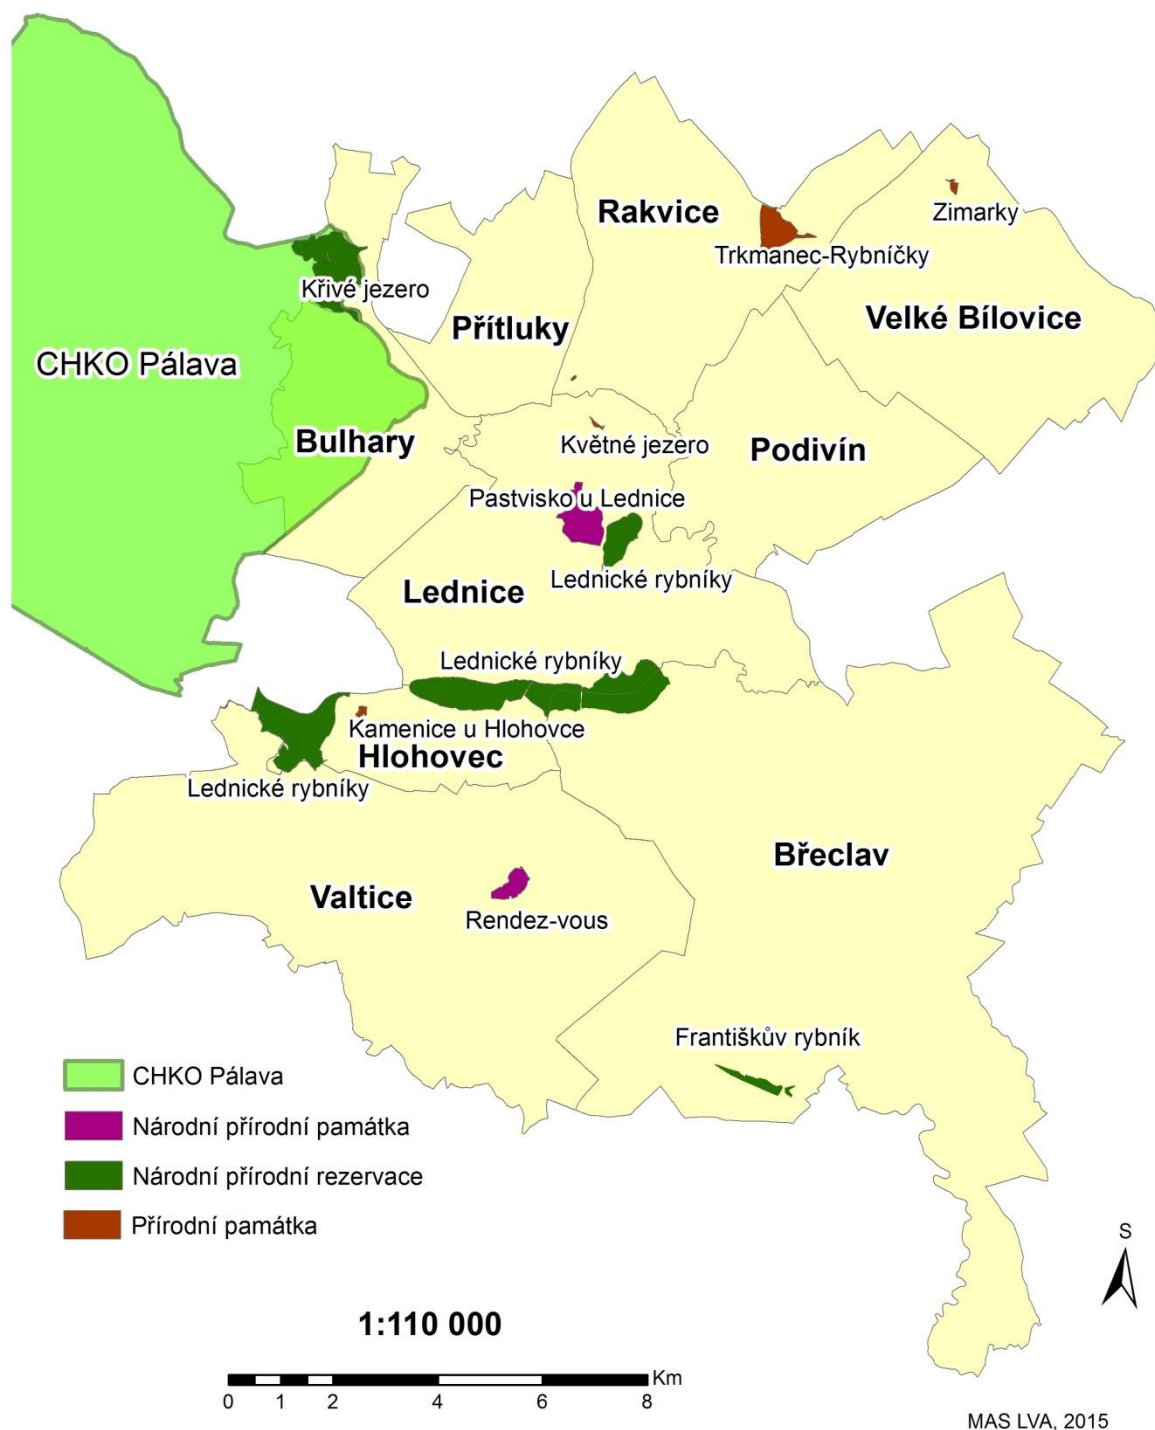 Rakvice
Zimarky
Trkmanec-Rybníčky
Křivé jezero
Přítluky
Velké Bílovice
CHKO Pálava
Bulhary
Květné jezero
Podivín
Pastvisko u Lednice
Lednické rybníky
Lednice
Lednické rybníky
Kamenice u Hlohovce
Hlohovec
Lednické rybníky
Břeclav
Valtice
Rendez-vous
Františkův rybník
CHKO Pálava
Národní přírodní památka
Národní přírodní rezervace
Přírodní památka
S
1:110 000
Km
0 1 2 4 6 8
MAS LVA, 2015